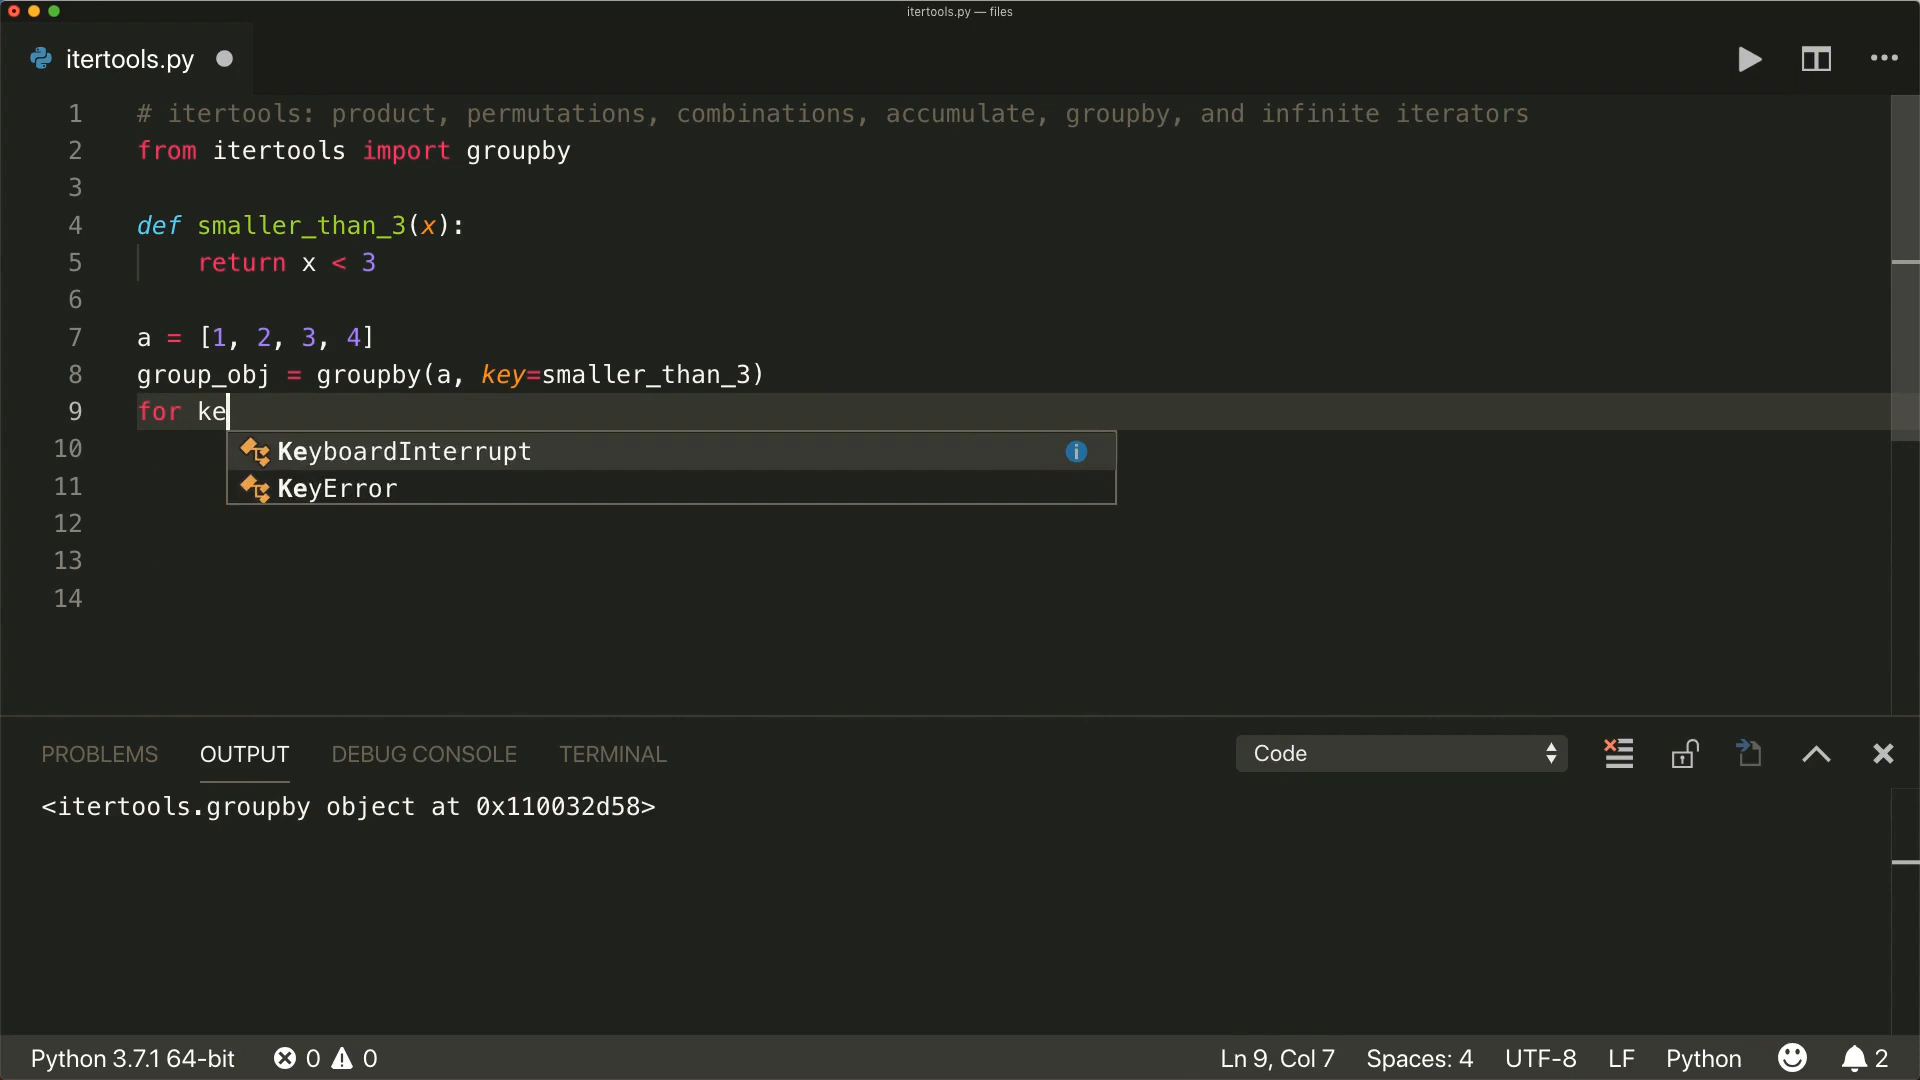 itertools.py — files
itertools.py
1 # itertools: product, permutations, combinations, accumulate, groupby, and infinite iterators
2 from itertools import groupby
3
4 def smaller_than_3(x):
5     return x < 3
6
7 a = [1, 2, 3, 4]
8 group_obj = groupby(a, key=smaller_than_3)
9 for ke
10 KeyboardInterrupt
11 KeyError
12
13
14
PROBLEMS OUTPUT DEBUG CONSOLE TERMINAL Code
<itertools.groupby object at 0x110032d58>
Python 3.7.1 64-bit 0 0 Ln 9, Col 7 Spaces: 4 UTF-8 LF Python 2